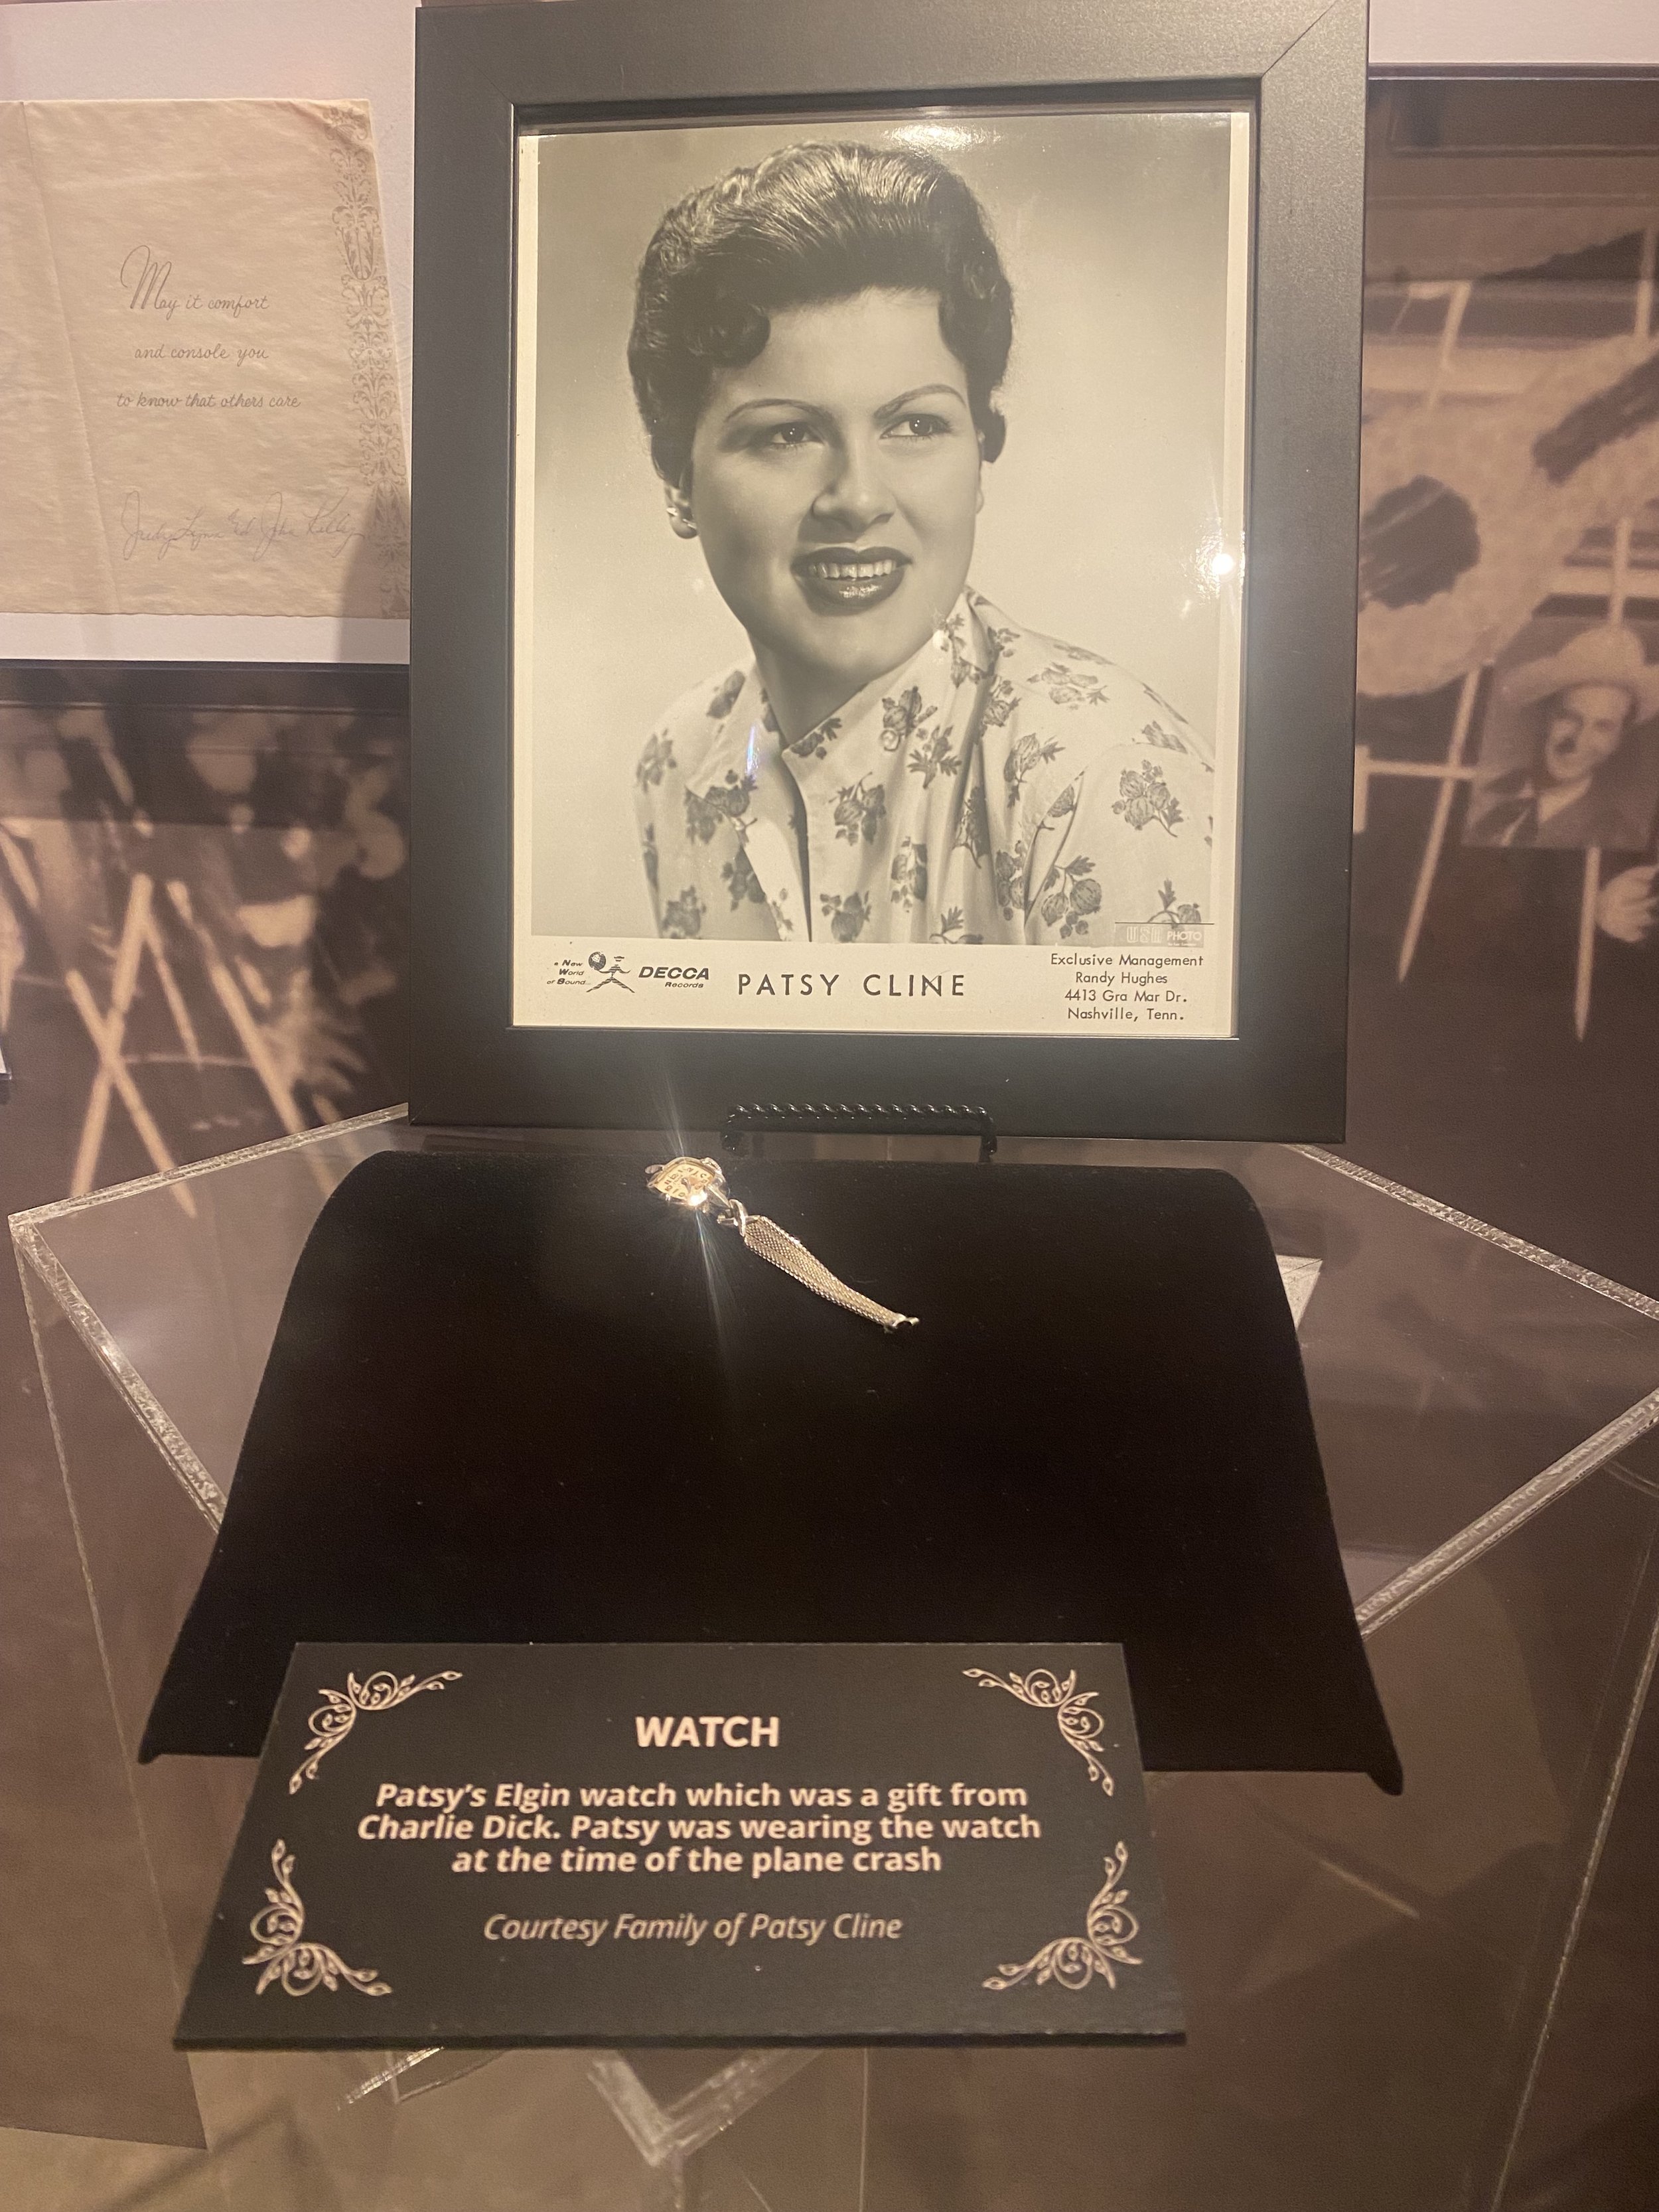 May it comfort
and console you
to know that others care
a New
World
of Sound...
DECCA
Records
PATSY CLINE
USA PHOTO
Exclusive Management
Randy Hughes
4413 Gra Mar Dr.
Nashville, Tenn.
WATCH
Patsy's Elgin watch which was a gift from
Charlie Dick. Patsy was wearing the watch
at the time of the plane crash
Courtesy Family of Patsy Cline